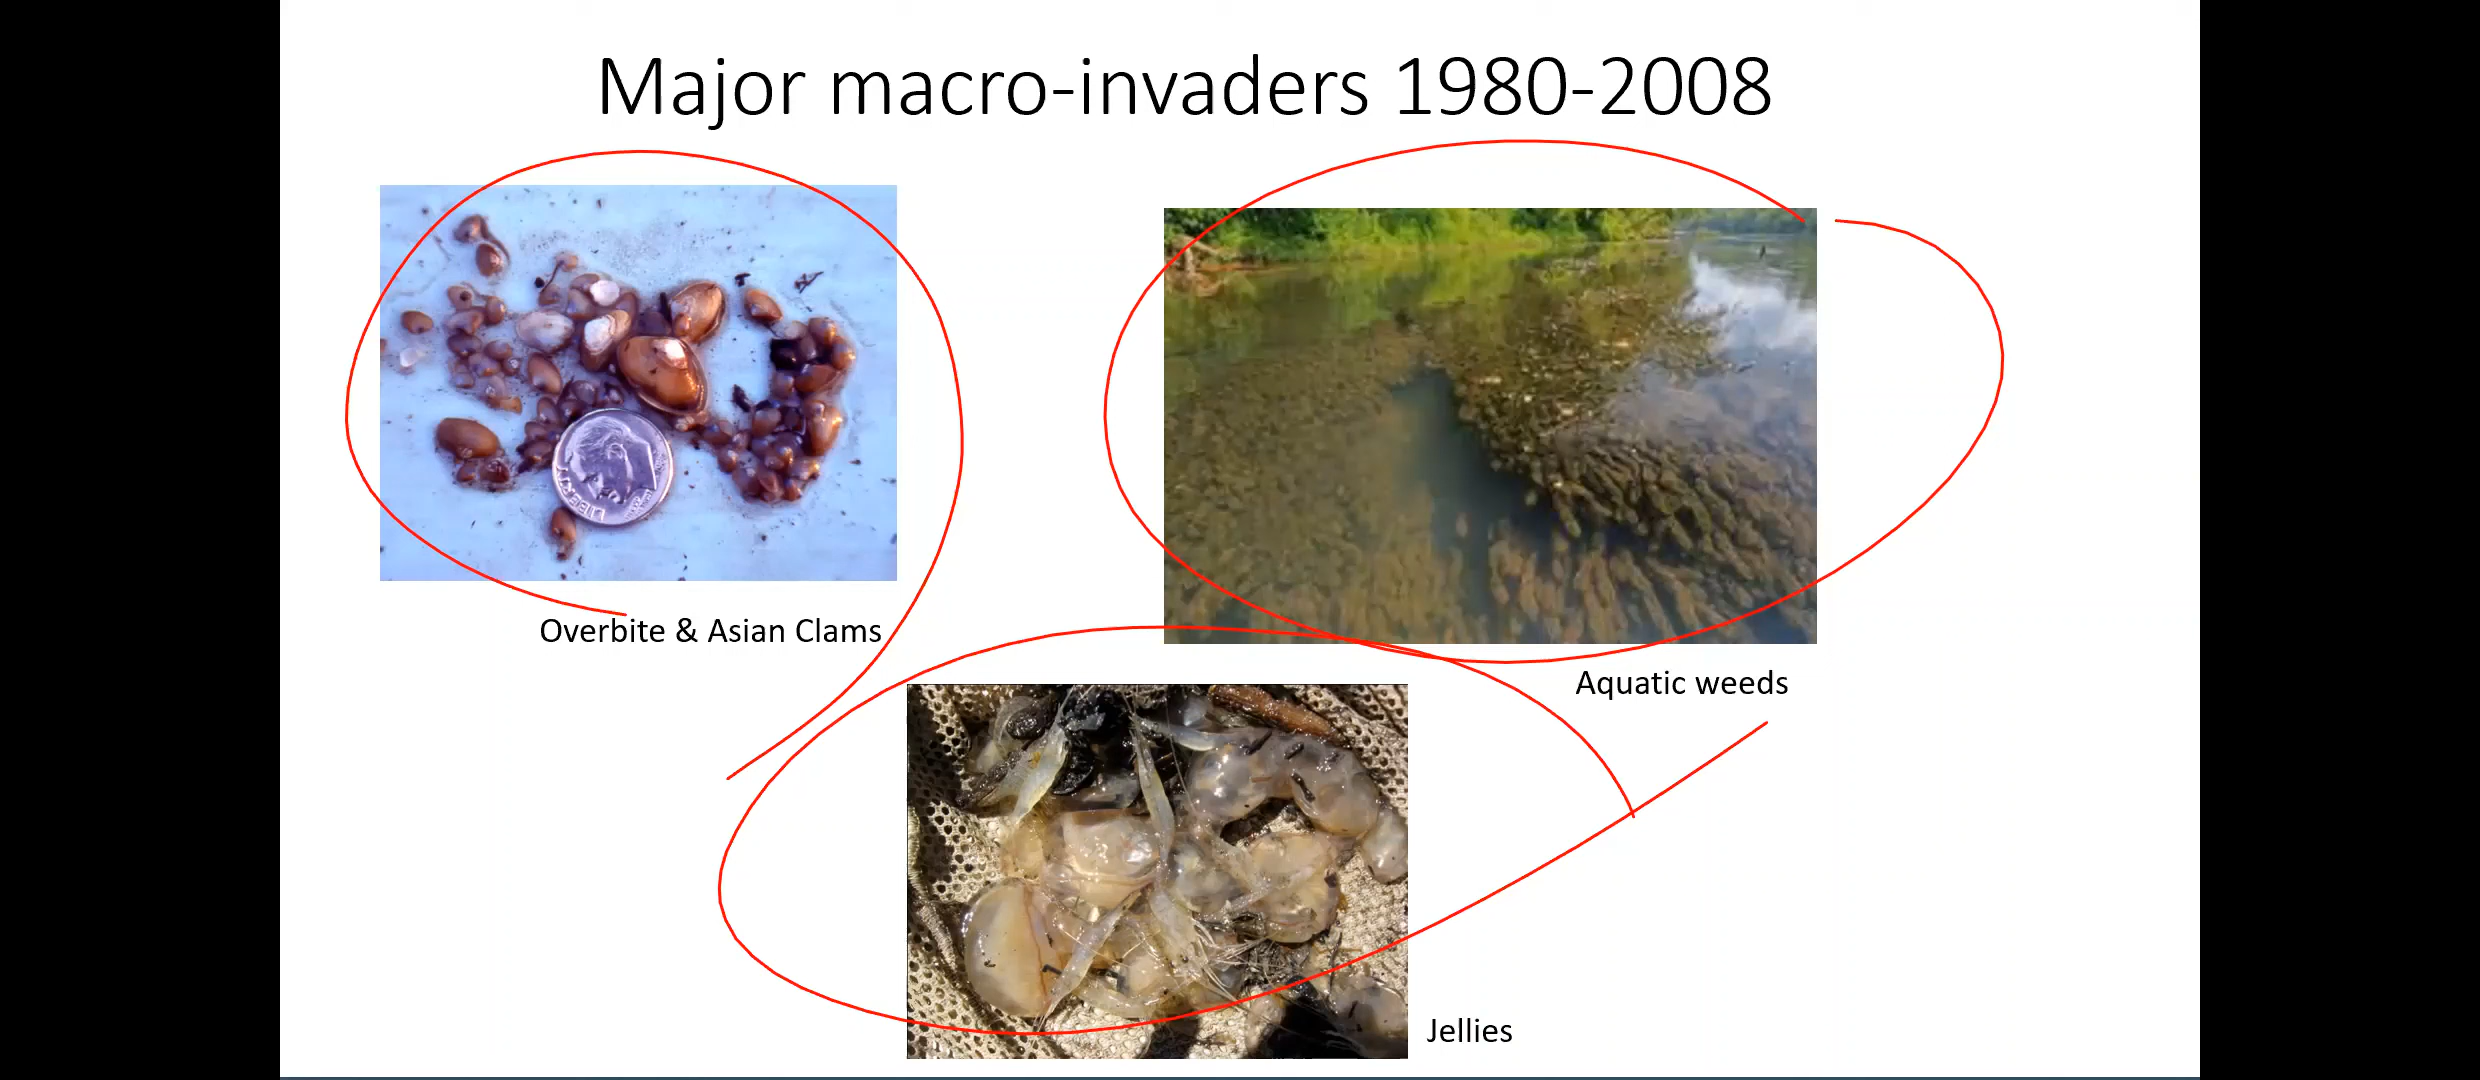 Major macro-invaders 1980-2008
Overbite & Asian Clams
Aquatic weeds
Jellies